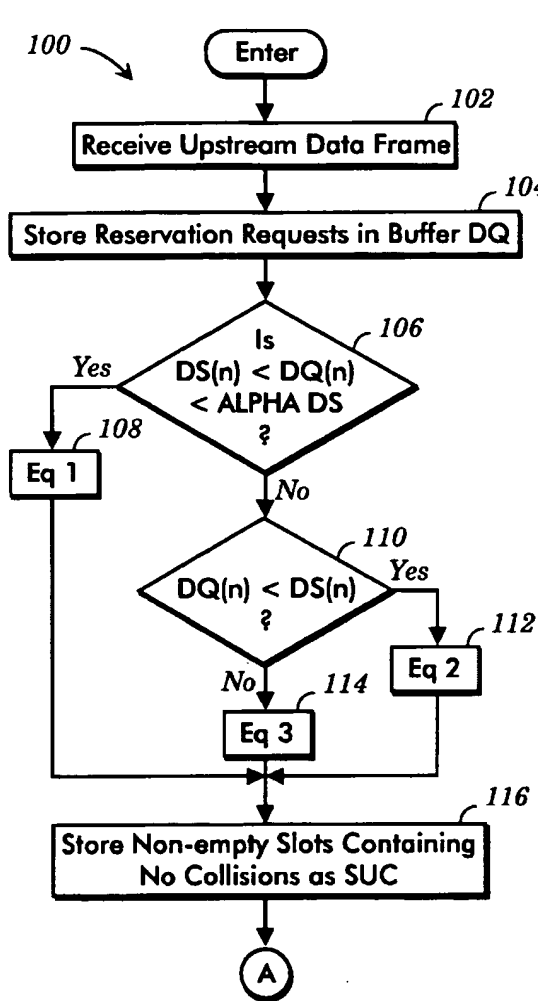 100
Enter
102
Receive Upstream Data Frame
104
Store Reservation Requests in Buffer DQ
106
Is
DS(n) < DQ(n)
< ALPHA DS
?
Yes
108
Eq 1
No
110
DQ(n) < DS(n)
?
Yes
112
Eq 2
No
114
Eq 3
116
Store Non-empty Slots Containing
No Collisions as SUC
A